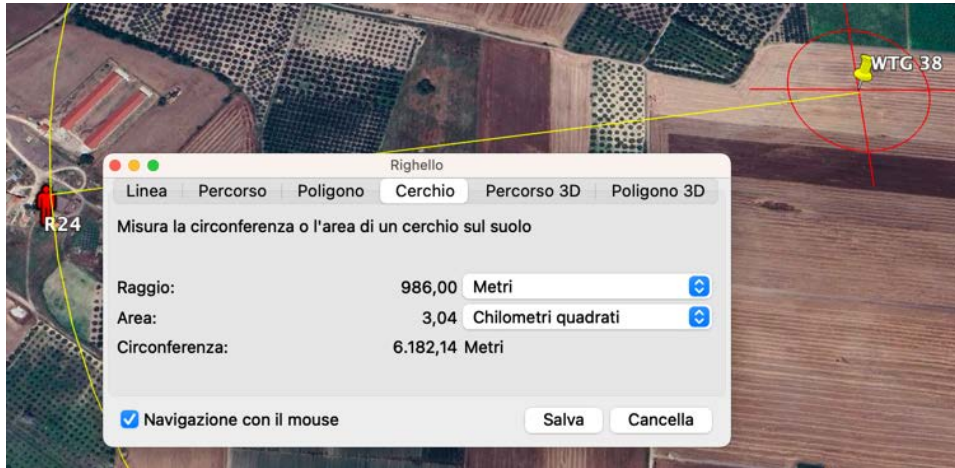 WTG 38
R24
Righello
Linea Percorso Poligono Cerchio Percorso 3D Poligono 3D
Misura la circonferenza o l'area di un cerchio sul suolo
Raggio: 986,00 Metri
Area: 3,04 Chilometri quadrati
Circonferenza: 6.182,14 Metri
Navigazione con il mouse Salva Cancella